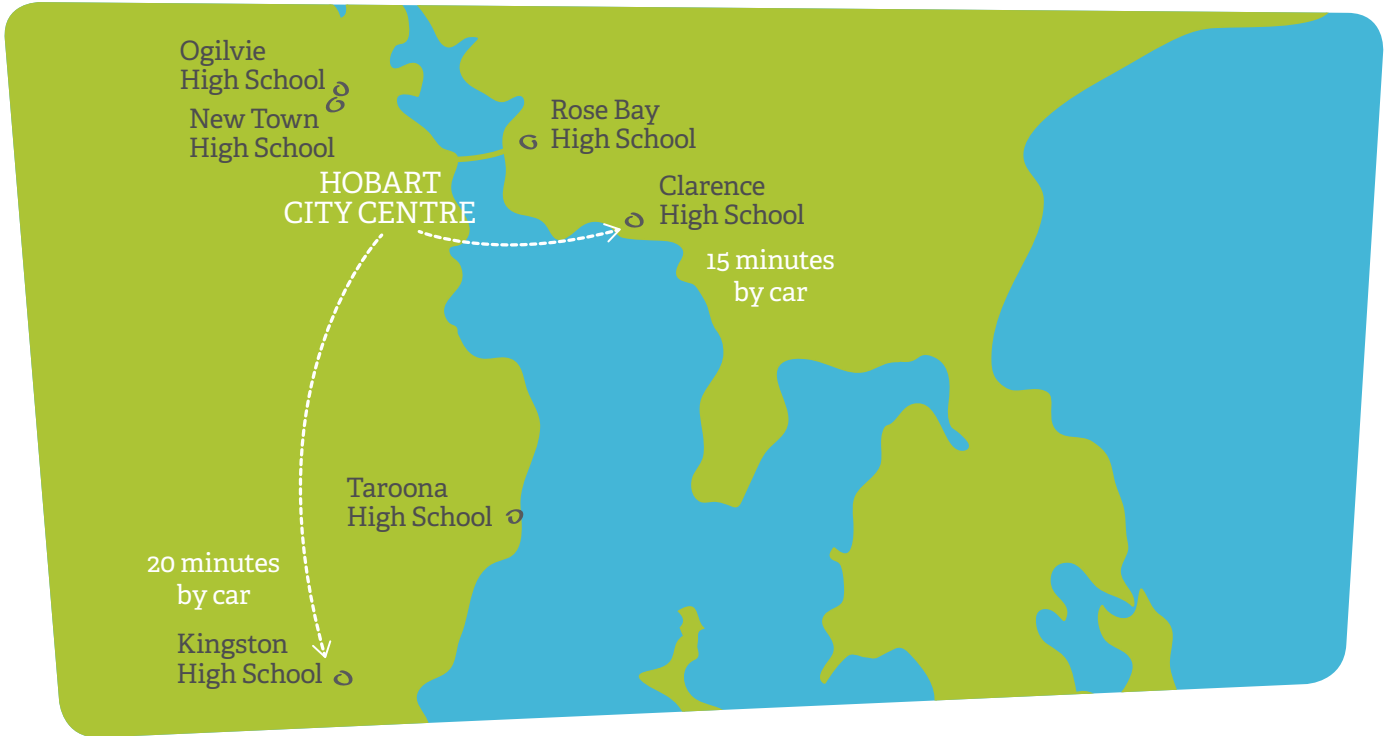 Ogilvie
High School
New Town
High School
Rose Bay
High School
HOBART
CITY CENTRE
Clarence
High School
15 minutes
by car
Taroona
High School
20 minutes
by car
Kingston
High School